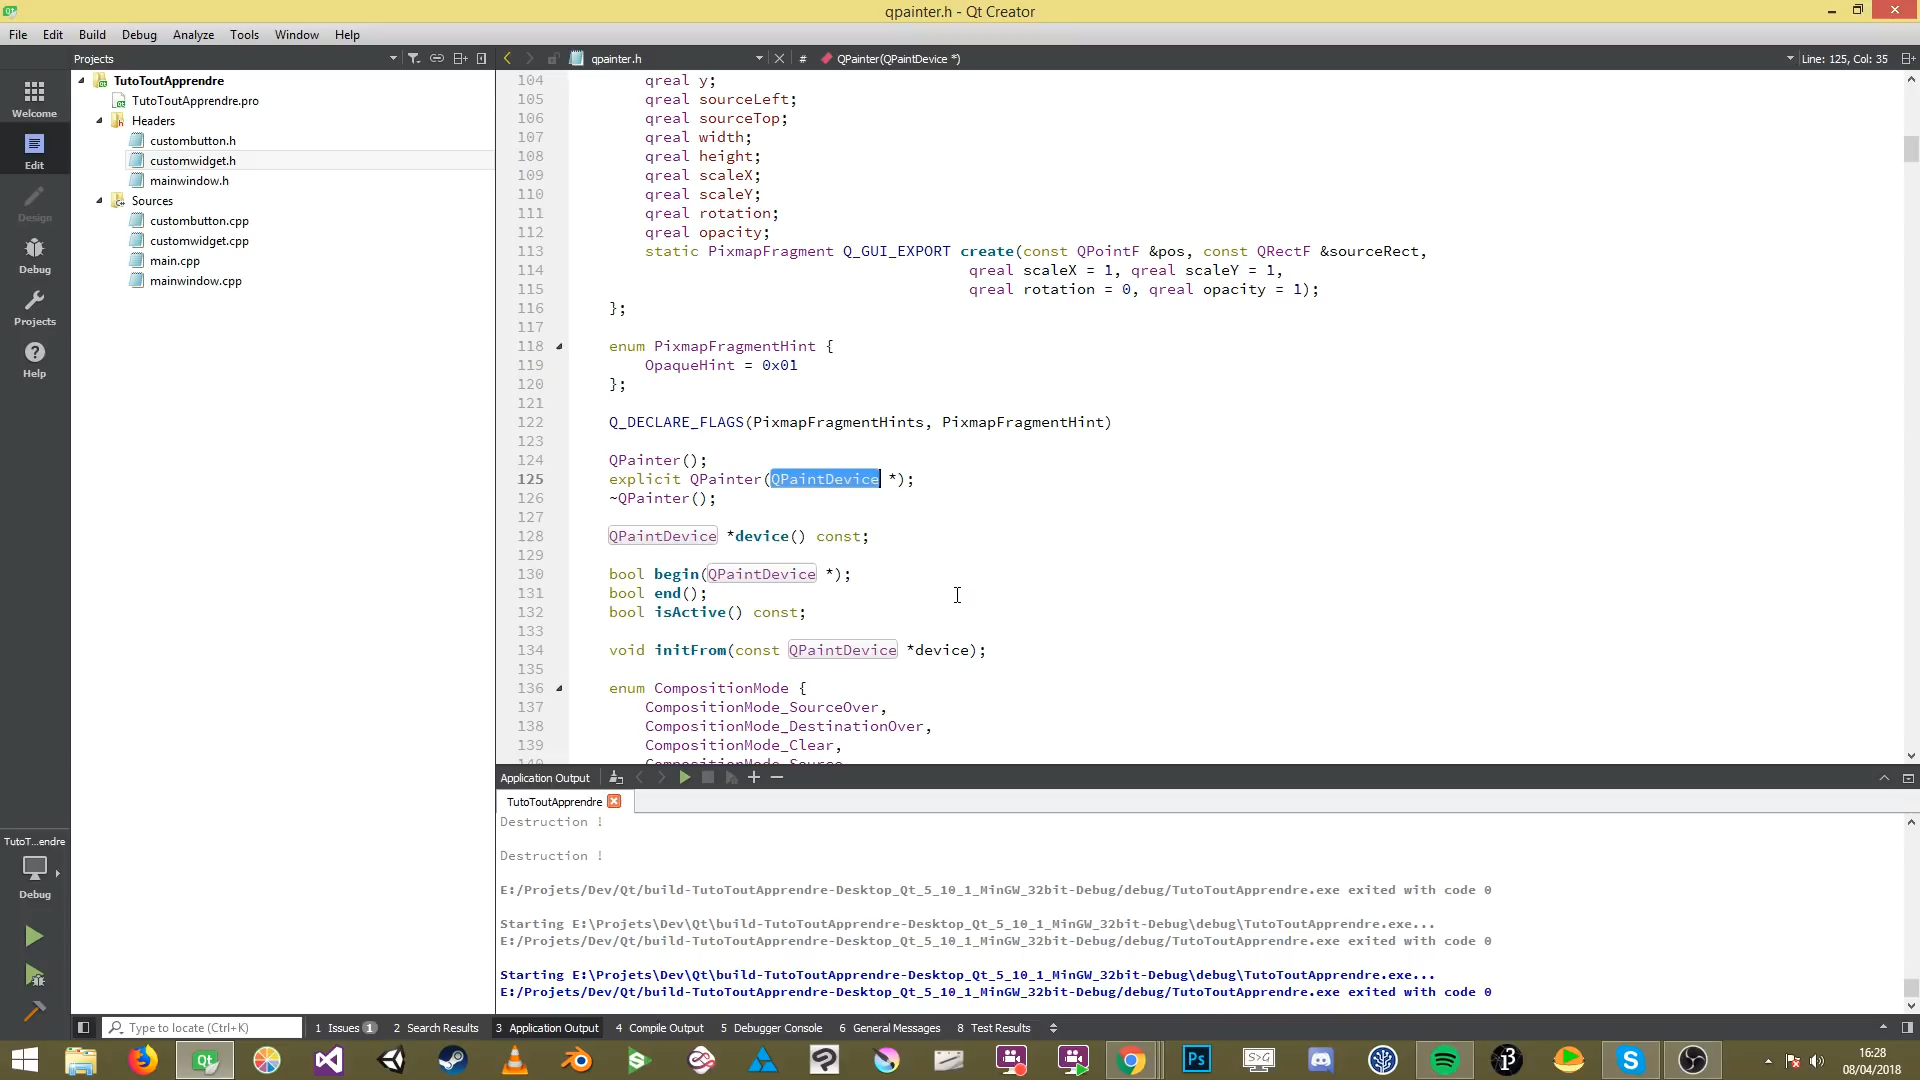 qpainter.h - Qt Creator
File Edit Build Debug Analyze Tools Window Help
Projects
qpainter.h
#
QPainter(QPaintDevice *)
Line: 125, Col: 35
Welcome
Edit
Design
Debug
Projects
Help
TutoToutApprendre
TutoToutApprendre.pro
Headers
custombutton.h
customwidget.h
mainwindow.h
Sources
custombutton.cpp
customwidget.cpp
main.cpp
mainwindow.cpp
104 qreal y;
105 qreal sourceLeft;
106 qreal sourceTop;
107 qreal width;
108 qreal height;
109 qreal scaleX;
110 qreal scaleY;
111 qreal rotation;
112 qreal opacity;
113 static PixmapFragment Q_GUI_EXPORT create(const QPointF &pos, const QRectF &sourceRect,
114 qreal scaleX = 1, qreal scaleY = 1,
115 qreal rotation = 0, qreal opacity = 1);
116 };
117
118 enum PixmapFragmentHint {
119 OpaqueHint = 0x01
120 };
121
122 Q_DECLARE_FLAGS(PixmapFragmentHints, PixmapFragmentHint)
123
124 QPainter();
125 explicit QPainter(QPaintDevice *);
126 ~QPainter();
127
128 QPaintDevice *device() const;
129
130 bool begin(QPaintDevice *);
131 bool end();
132 bool isActive() const;
133
134 void initFrom(const QPaintDevice *device);
135
136 enum CompositionMode {
137 CompositionMode_SourceOver,
138 CompositionMode_DestinationOver,
139 CompositionMode_Clear,
140 CompositionMode_Source,
Application Output
TutoToutApprendre
Destruction !
Destruction !
E:/Projets/Dev/Qt/build-TutoToutApprendre-Desktop_Qt_5_10_1_MinGW_32bit-Debug/debug/TutoToutApprendre.exe exited with code 0
Starting E:\Projets\Dev\Qt\build-TutoToutApprendre-Desktop_Qt_5_10_1_MinGW_32bit-Debug\debug\TutoToutApprendre.exe...
E:/Projets/Dev/Qt/build-TutoToutApprendre-Desktop_Qt_5_10_1_MinGW_32bit-Debug/debug/TutoToutApprendre.exe exited with code 0
Starting E:\Projets\Dev\Qt\build-TutoToutApprendre-Desktop_Qt_5_10_1_MinGW_32bit-Debug\debug\TutoToutApprendre.exe...
E:/Projets/Dev/Qt/build-TutoToutApprendre-Desktop_Qt_5_10_1_MinGW_32bit-Debug/debug/TutoToutApprendre.exe exited with code 0
TutoT...endre
Debug
Type to locate (Ctrl+K)
1 Issues 1
2 Search Results
3 Application Output
4 Compile Output
5 Debugger Console
6 General Messages
8 Test Results
Qt
Ps
S>G
16:28
08/04/2018